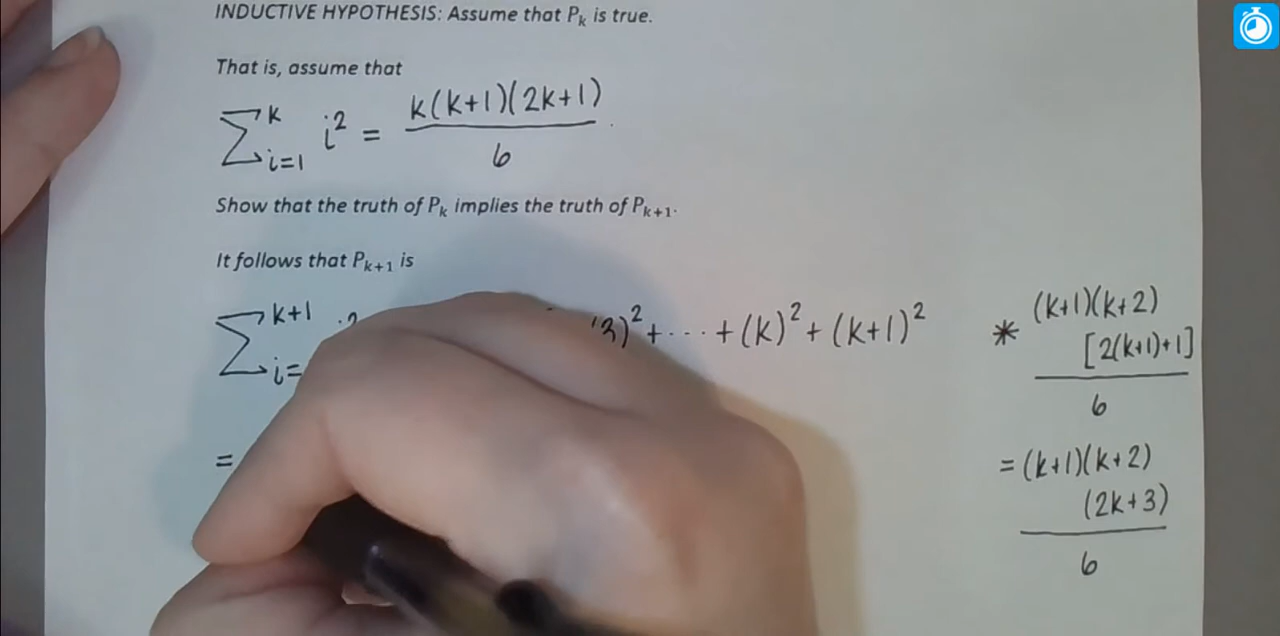 INDUCTIVE HYPOTHESIS: Assume that Pₖ is true.
That is, assume that
∑ᵢ₌₁ᵏ i² = k(k+1)(2k+1)
6
Show that the truth of Pₖ implies the truth of Pₖ₊₁.
It follows that Pₖ₊₁ is
∑ᵢ₌ᵏ⁺¹ 3)² + ··· + (k)² + (k+1)²
=
* (k+1)(k+2)
[2(k+1)+1]
6
= (k+1)(k+2)
(2k+3)
6